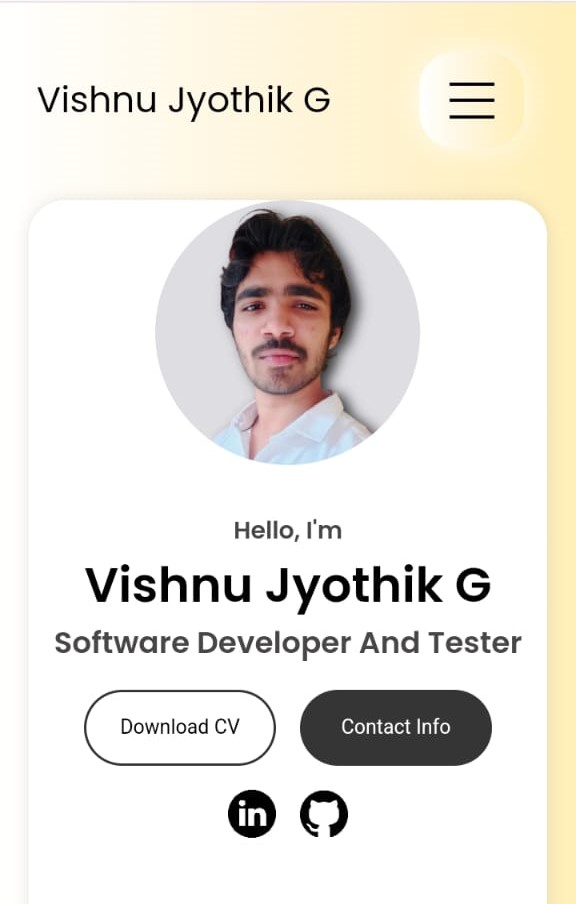 Vishnu Jyothik G
Hello, I'm
Vishnu Jyothik G
Software Developer And Tester
Download CV Contact Info
in